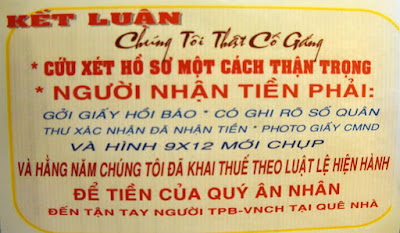 KẾT LUẬN
Chúng Tôi Thật Cố Gắng
* CỨU XÉT HỒ SƠ MỘT CÁCH THẬN TRỌNG
* NGƯỜI NHẬN TIỀN PHẢI:
GỞI GIẤY HỒI BÁO * CÓ GHI RÕ SỐ QUÂN
THƯ XÁC NHẬN ĐÃ NHẬN TIỀN * PHOTO GIẤY CMND
VÀ HÌNH 9X12 MỚI CHỤP
VÀ HẰNG NĂM CHÚNG TÔI ĐÃ KHAI THUẾ THEO LUẬT LỆ HIỆN HÀNH
ĐỂ TIỀN CỦA QUÝ ÂN NHÂN
ĐẾN TẬN TAY NGƯỜI TPB-VNCH TẠI QUÊ NHÀ